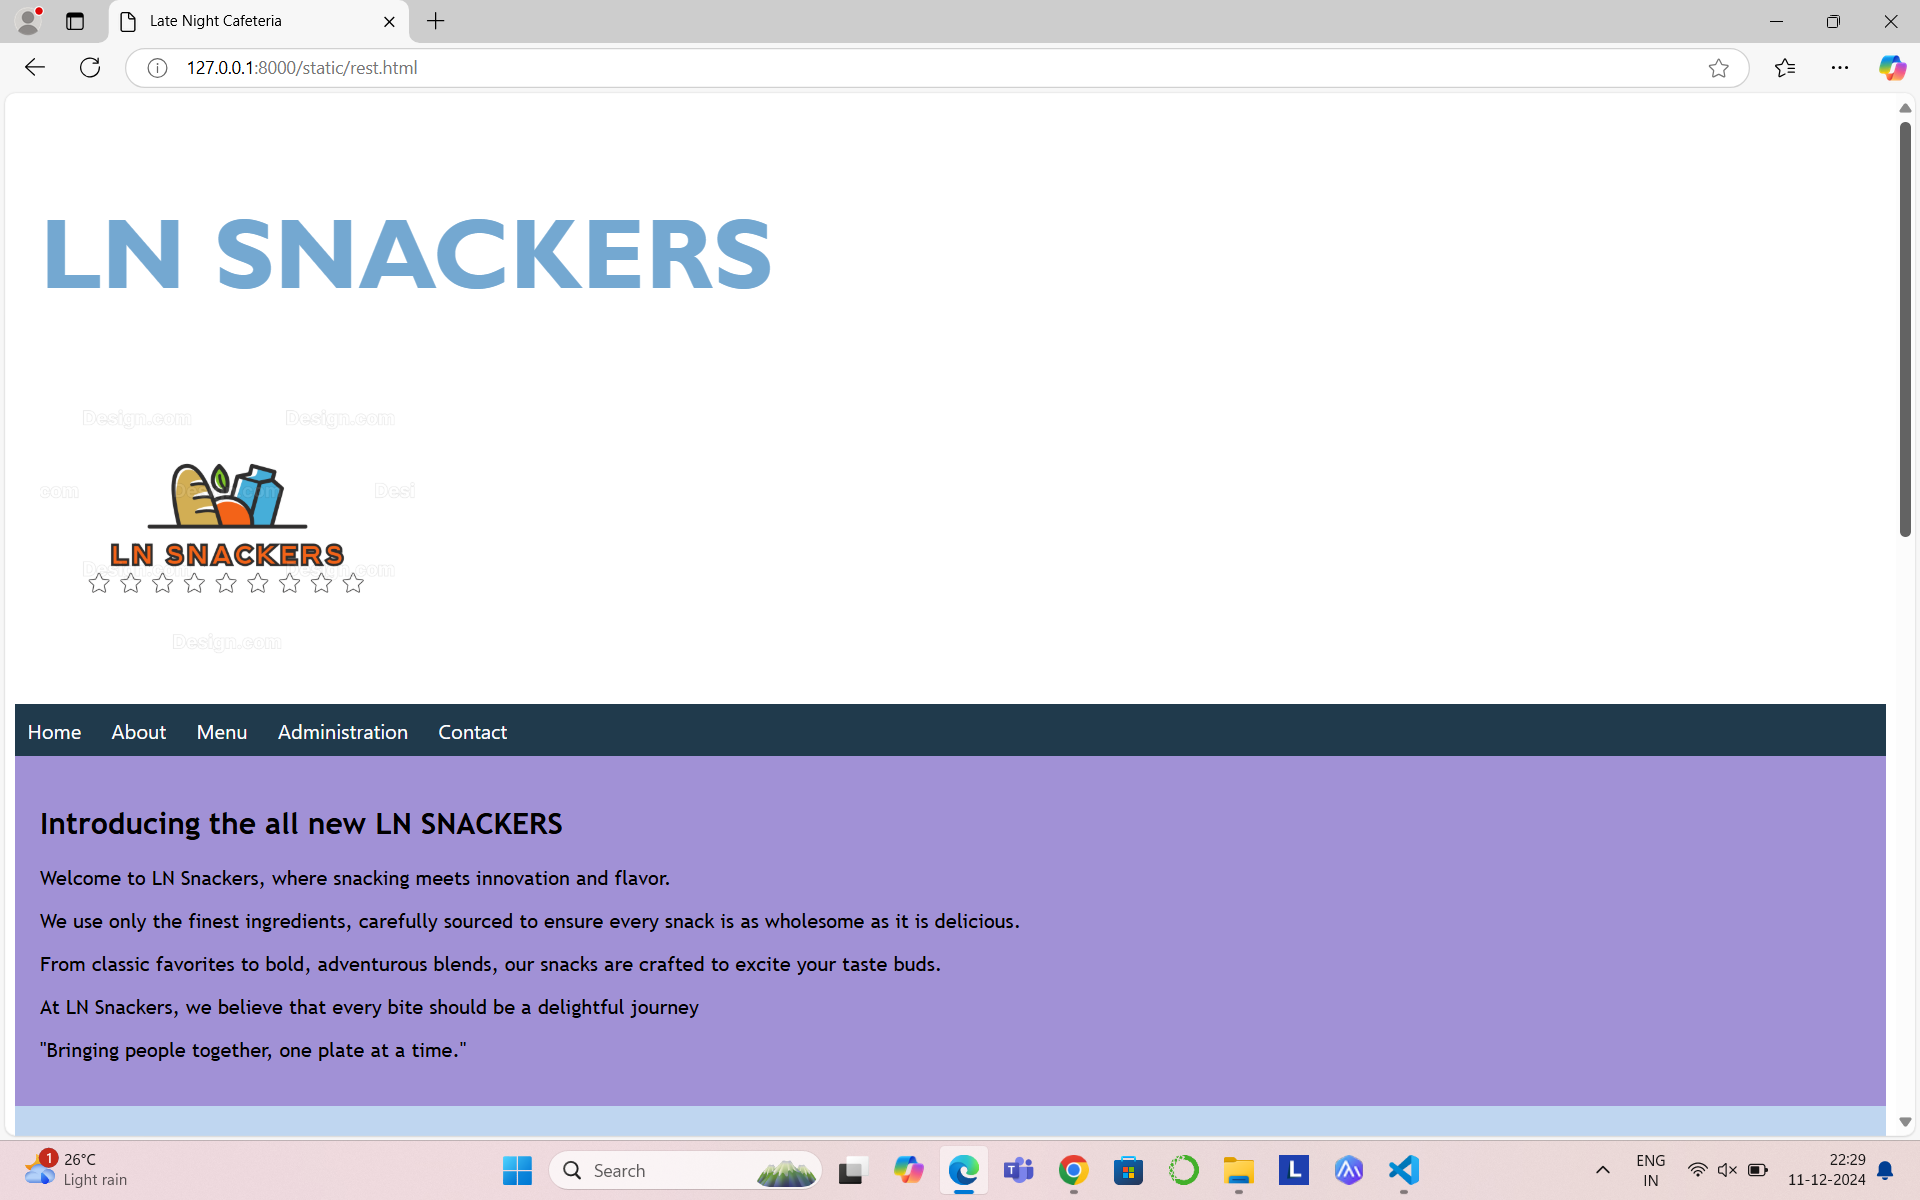 Late Night Cafeteria
127.0.0.1:8000/static/rest.html
LN SNACKERS
Design.com Design.com
com Design.com Desi
LN SNACKERS
Design.com
Home About Menu Administration Contact
Introducing the all new LN SNACKERS
Welcome to LN Snackers, where snacking meets innovation and flavor.
We use only the finest ingredients, carefully sourced to ensure every snack is as wholesome as it is delicious.
From classic favorites to bold, adventurous blends, our snacks are crafted to excite your taste buds.
At LN Snackers, we believe that every bite should be a delightful journey
"Bringing people together, one plate at a time."
1
26°C
Light rain
Search
L
ENG
IN
22:29
11-12-2024